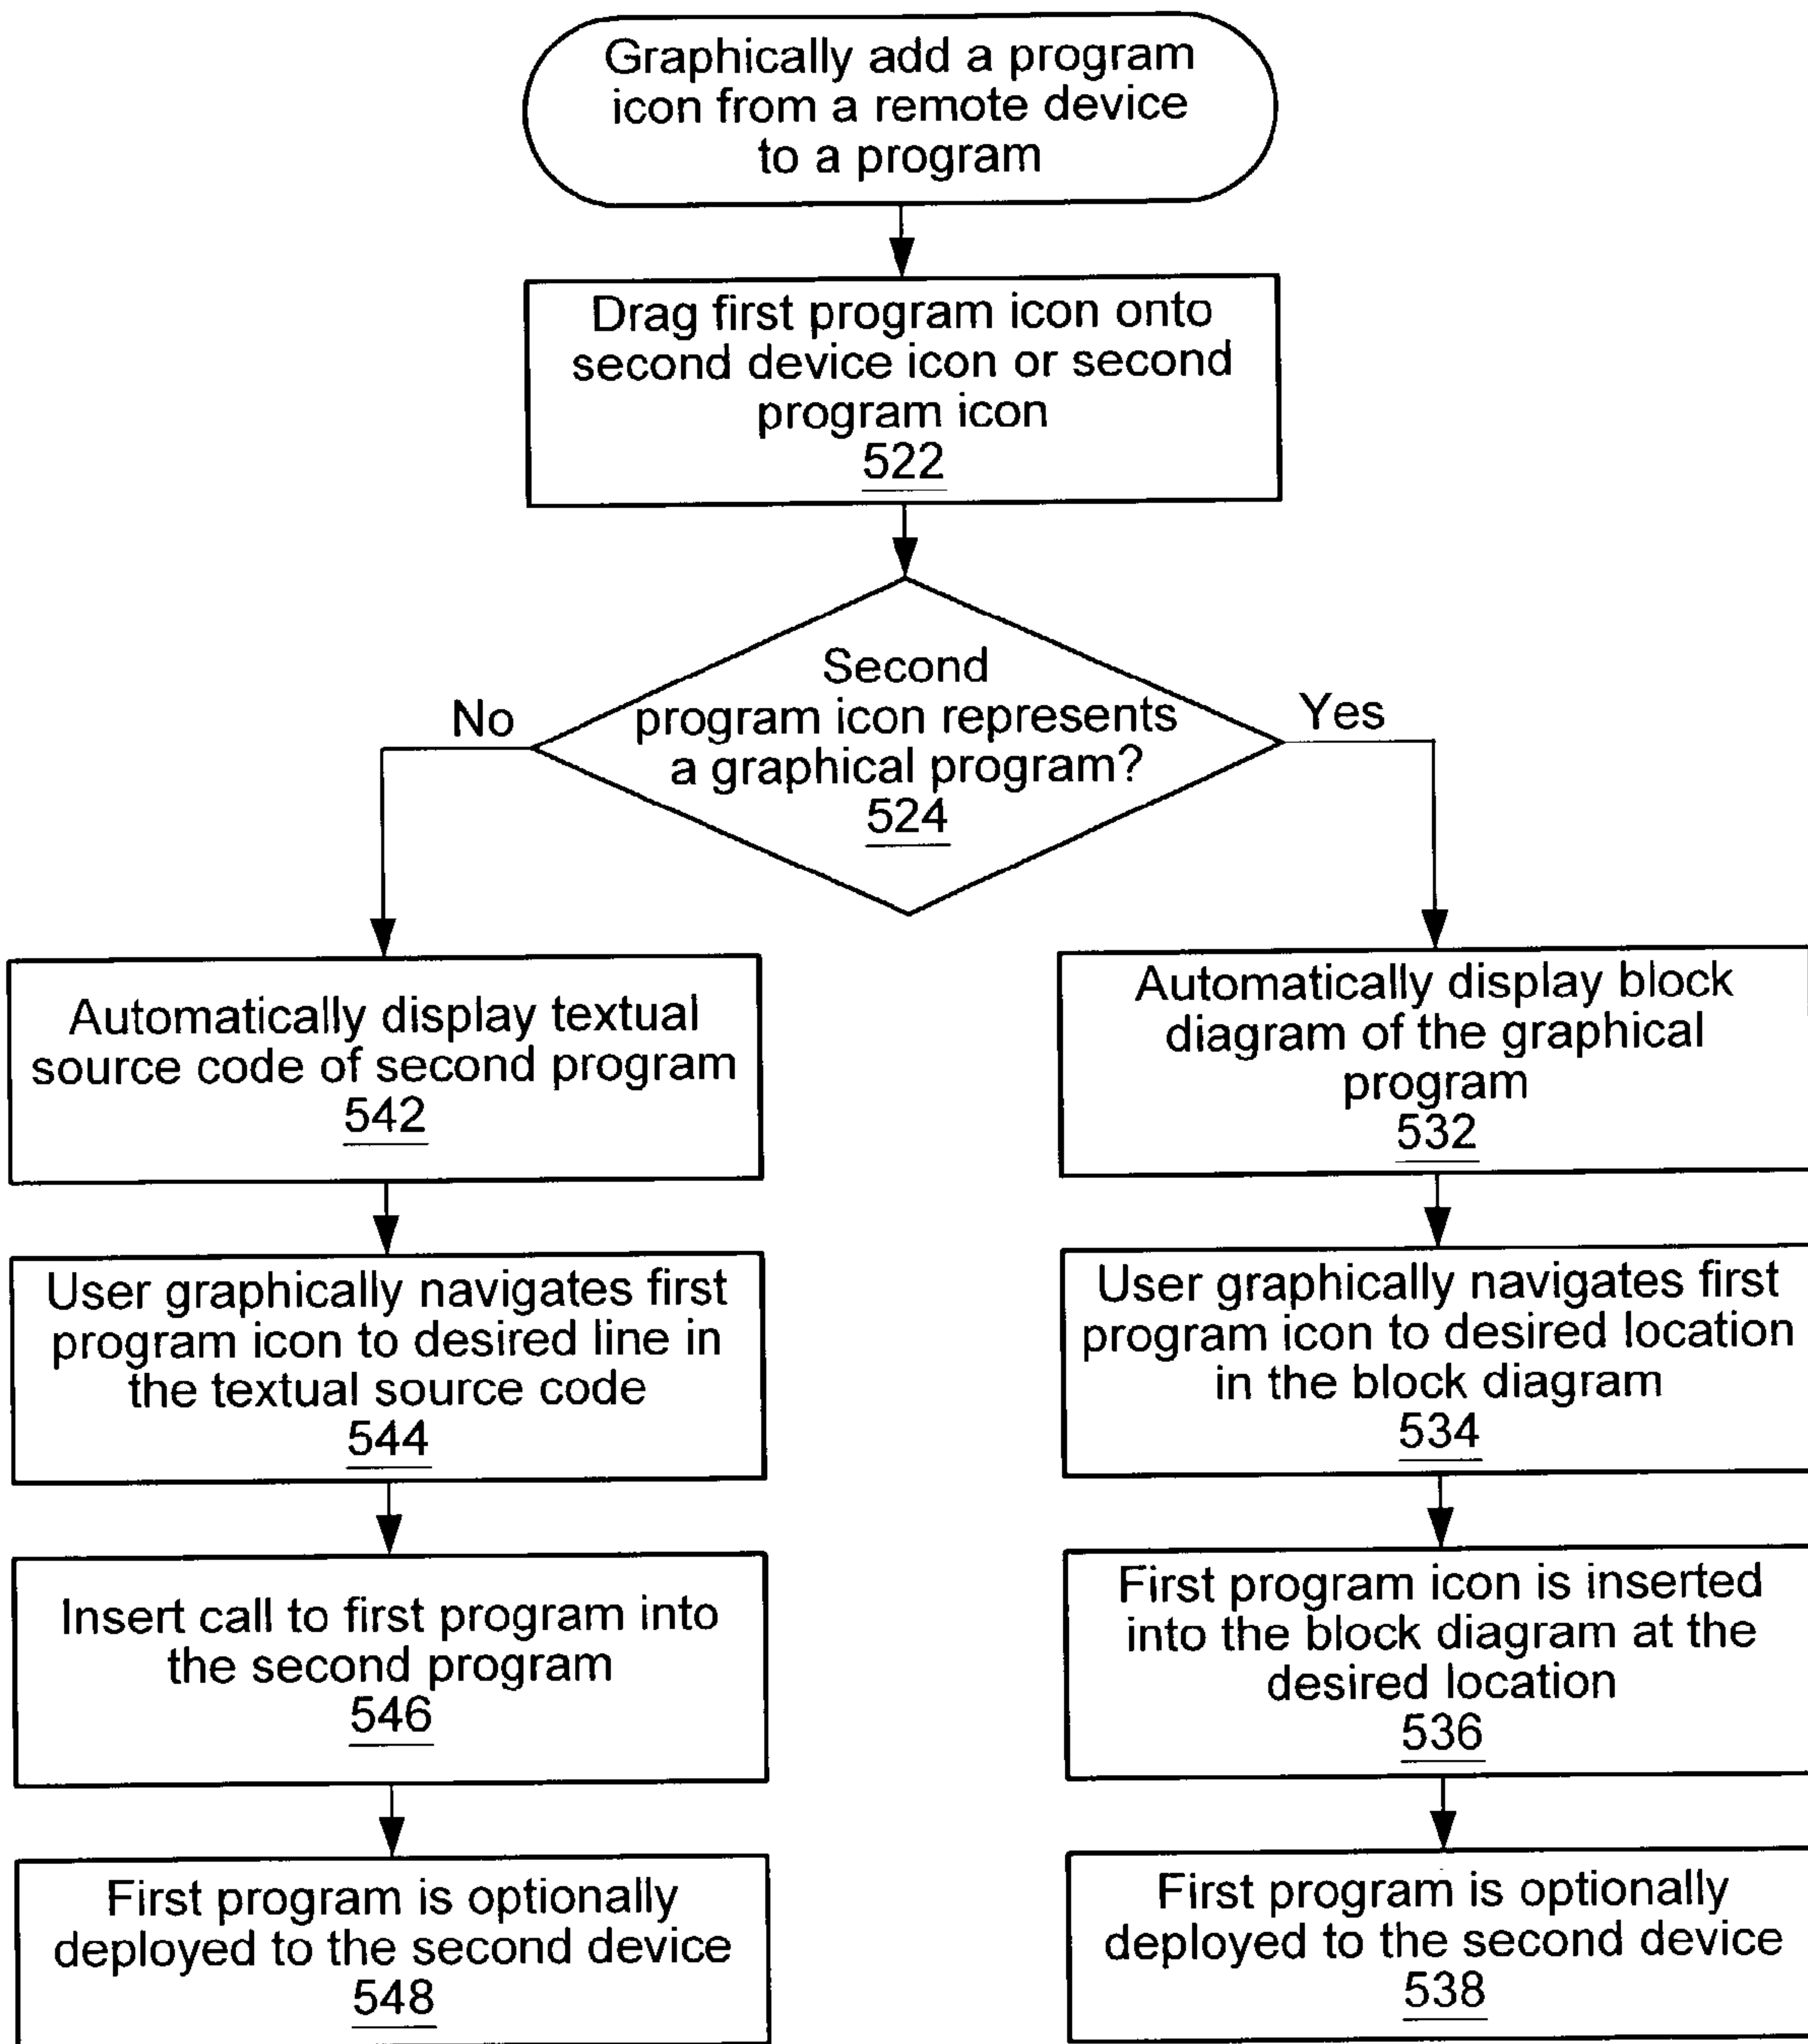 Graphically add a program
icon from a remote device
to a program
Drag first program icon onto
second device icon or second
program icon
522
Second
program icon represents
a graphical program?
524
No
Yes
Automatically display textual
source code of second program
542
User graphically navigates first
program icon to desired line in
the textual source code
544
Insert call to first program into
the second program
546
First program is optionally
deployed to the second device
548
Automatically display block
diagram of the graphical
program
532
User graphically navigates first
program icon to desired location
in the block diagram
534
First program icon is inserted
into the block diagram at the
desired location
536
First program is optionally
deployed to the second device
538